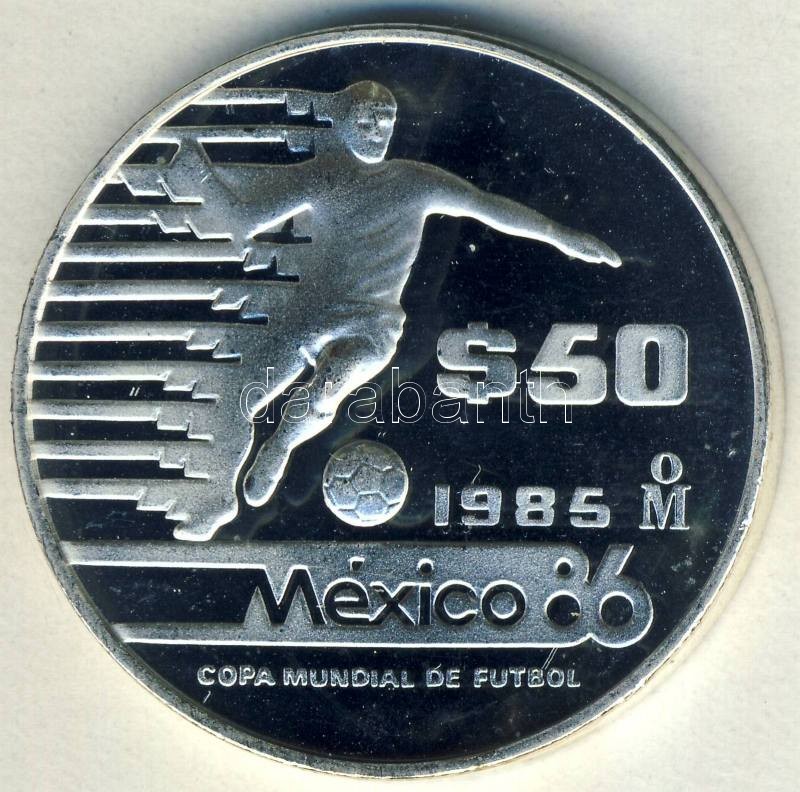 $50
darabanth
1985 Mo
México 86
COPA MUNDIAL DE FUTBOL